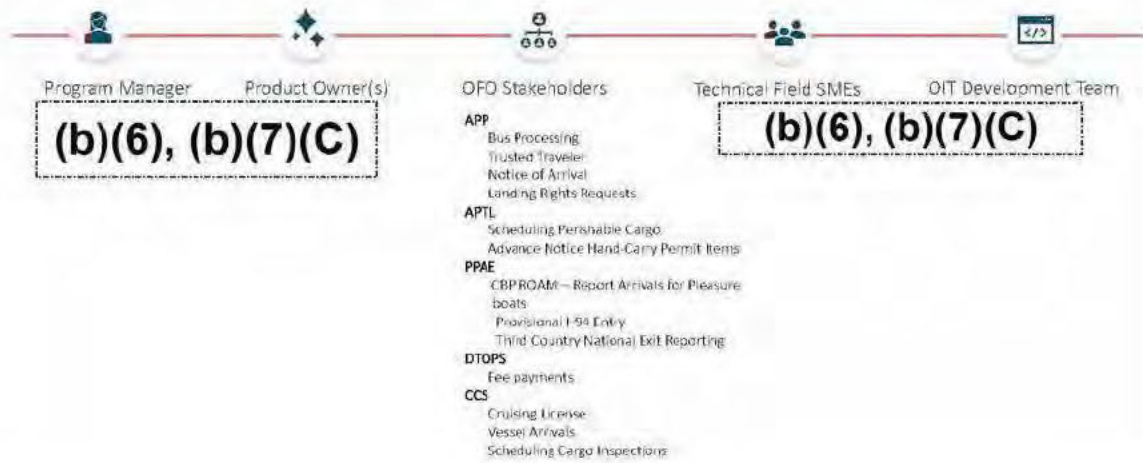 </>
Program Manager
Product Owner(s)
OFO Stakeholders
Technical Field SMEs
OIT Development Team
(b)(6), (b)(7)(C)
(b)(6), (b)(7)(C)
APP
Bus Processing
Trusted Traveler
Notice of Arrival
Landing Rights Requests
APTL
Scheduling Perishable Cargo
Advance Notice Hand-Carry Permit Items
PPAE
CBP ROAM – Report Arrivals for Pleasure
boats
Provisional I-94 Entry
Third Country National Exit Reporting
DTOPS
Fee payments
CCS
Cruising License
Vessel Arrivals
Scheduling Cargo Inspections